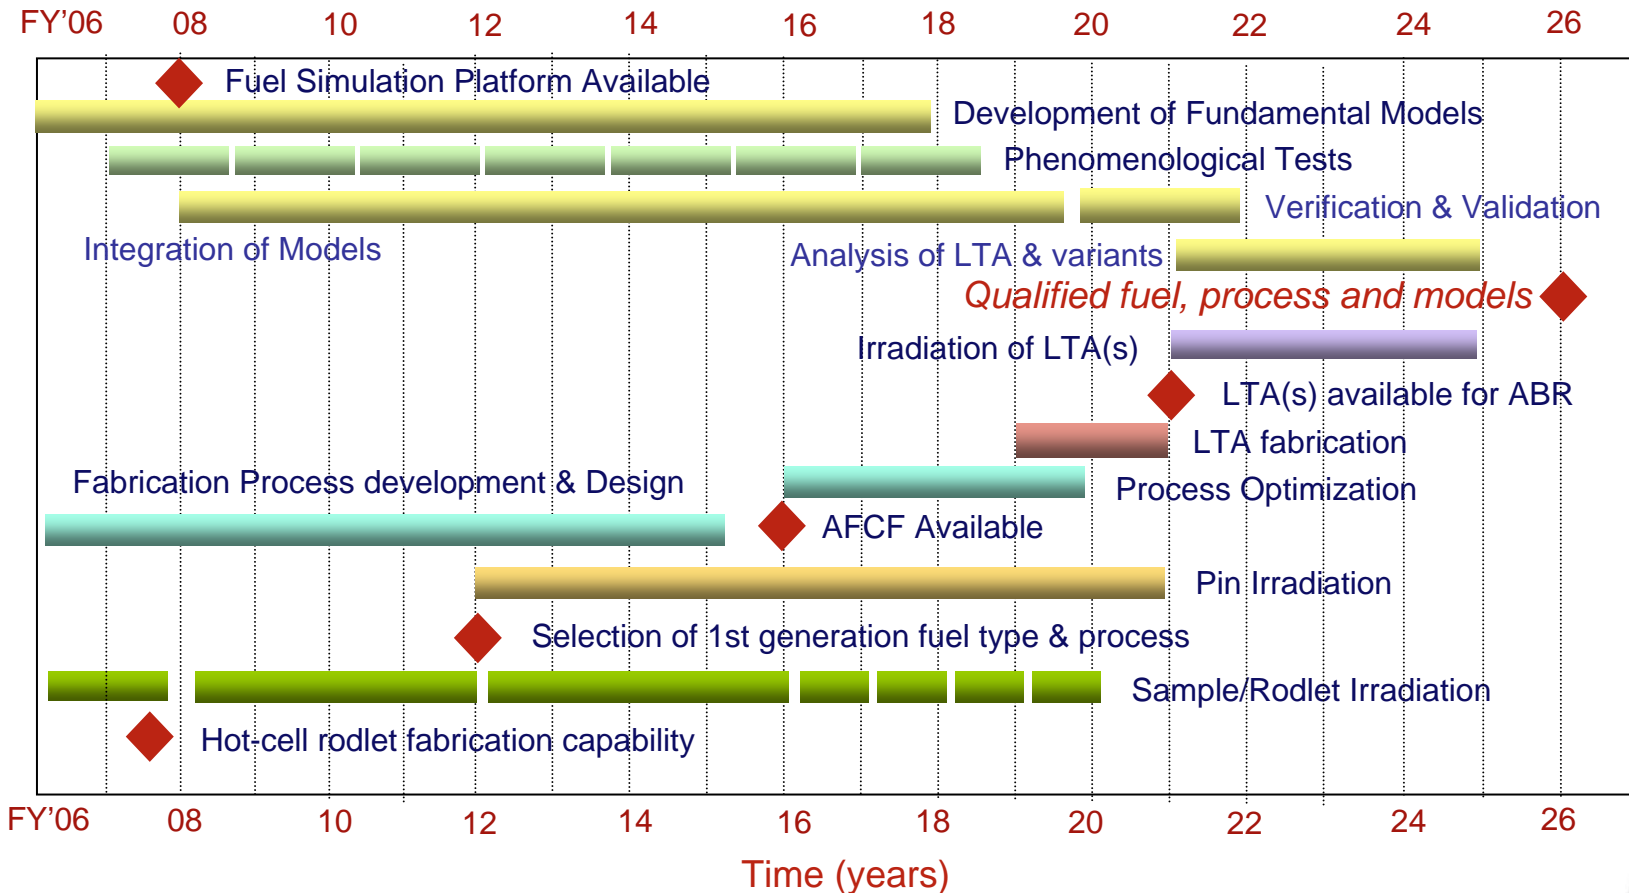 FY’06 08 10 12 14 16 18 20 22 24 26
Fuel Simulation Platform Available
Development of Fundamental Models
Phenomenological Tests
Verification & Validation
Integration of Models
Analysis of LTA & variants
Qualified fuel, process and models
Irradiation of LTA(s)
LTA(s) available for ABR
LTA fabrication
Fabrication Process development & Design
Process Optimization
AFCF Available
Pin Irradiation
Selection of 1st generation fuel type & process
Sample/Rodlet Irradiation
Hot-cell rodlet fabrication capability
FY’06 08 10 12 14 16 18 20 22 24 26
Time (years)